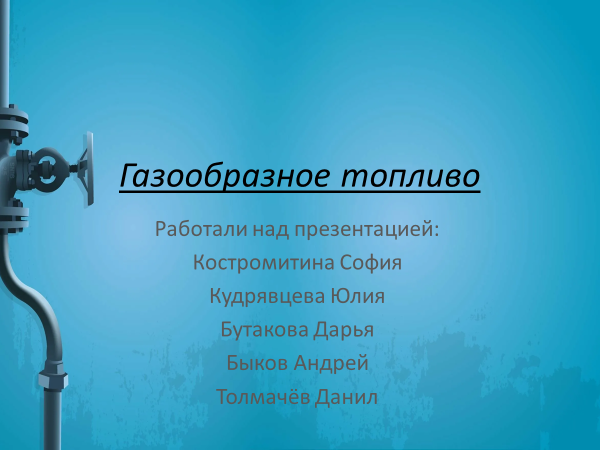 Газообразное топливо
Работали над презентацией:
Костромитина София
Кудрявцева Юлия
Бутакова Дарья
Быков Андрей
Толмачёв Данил